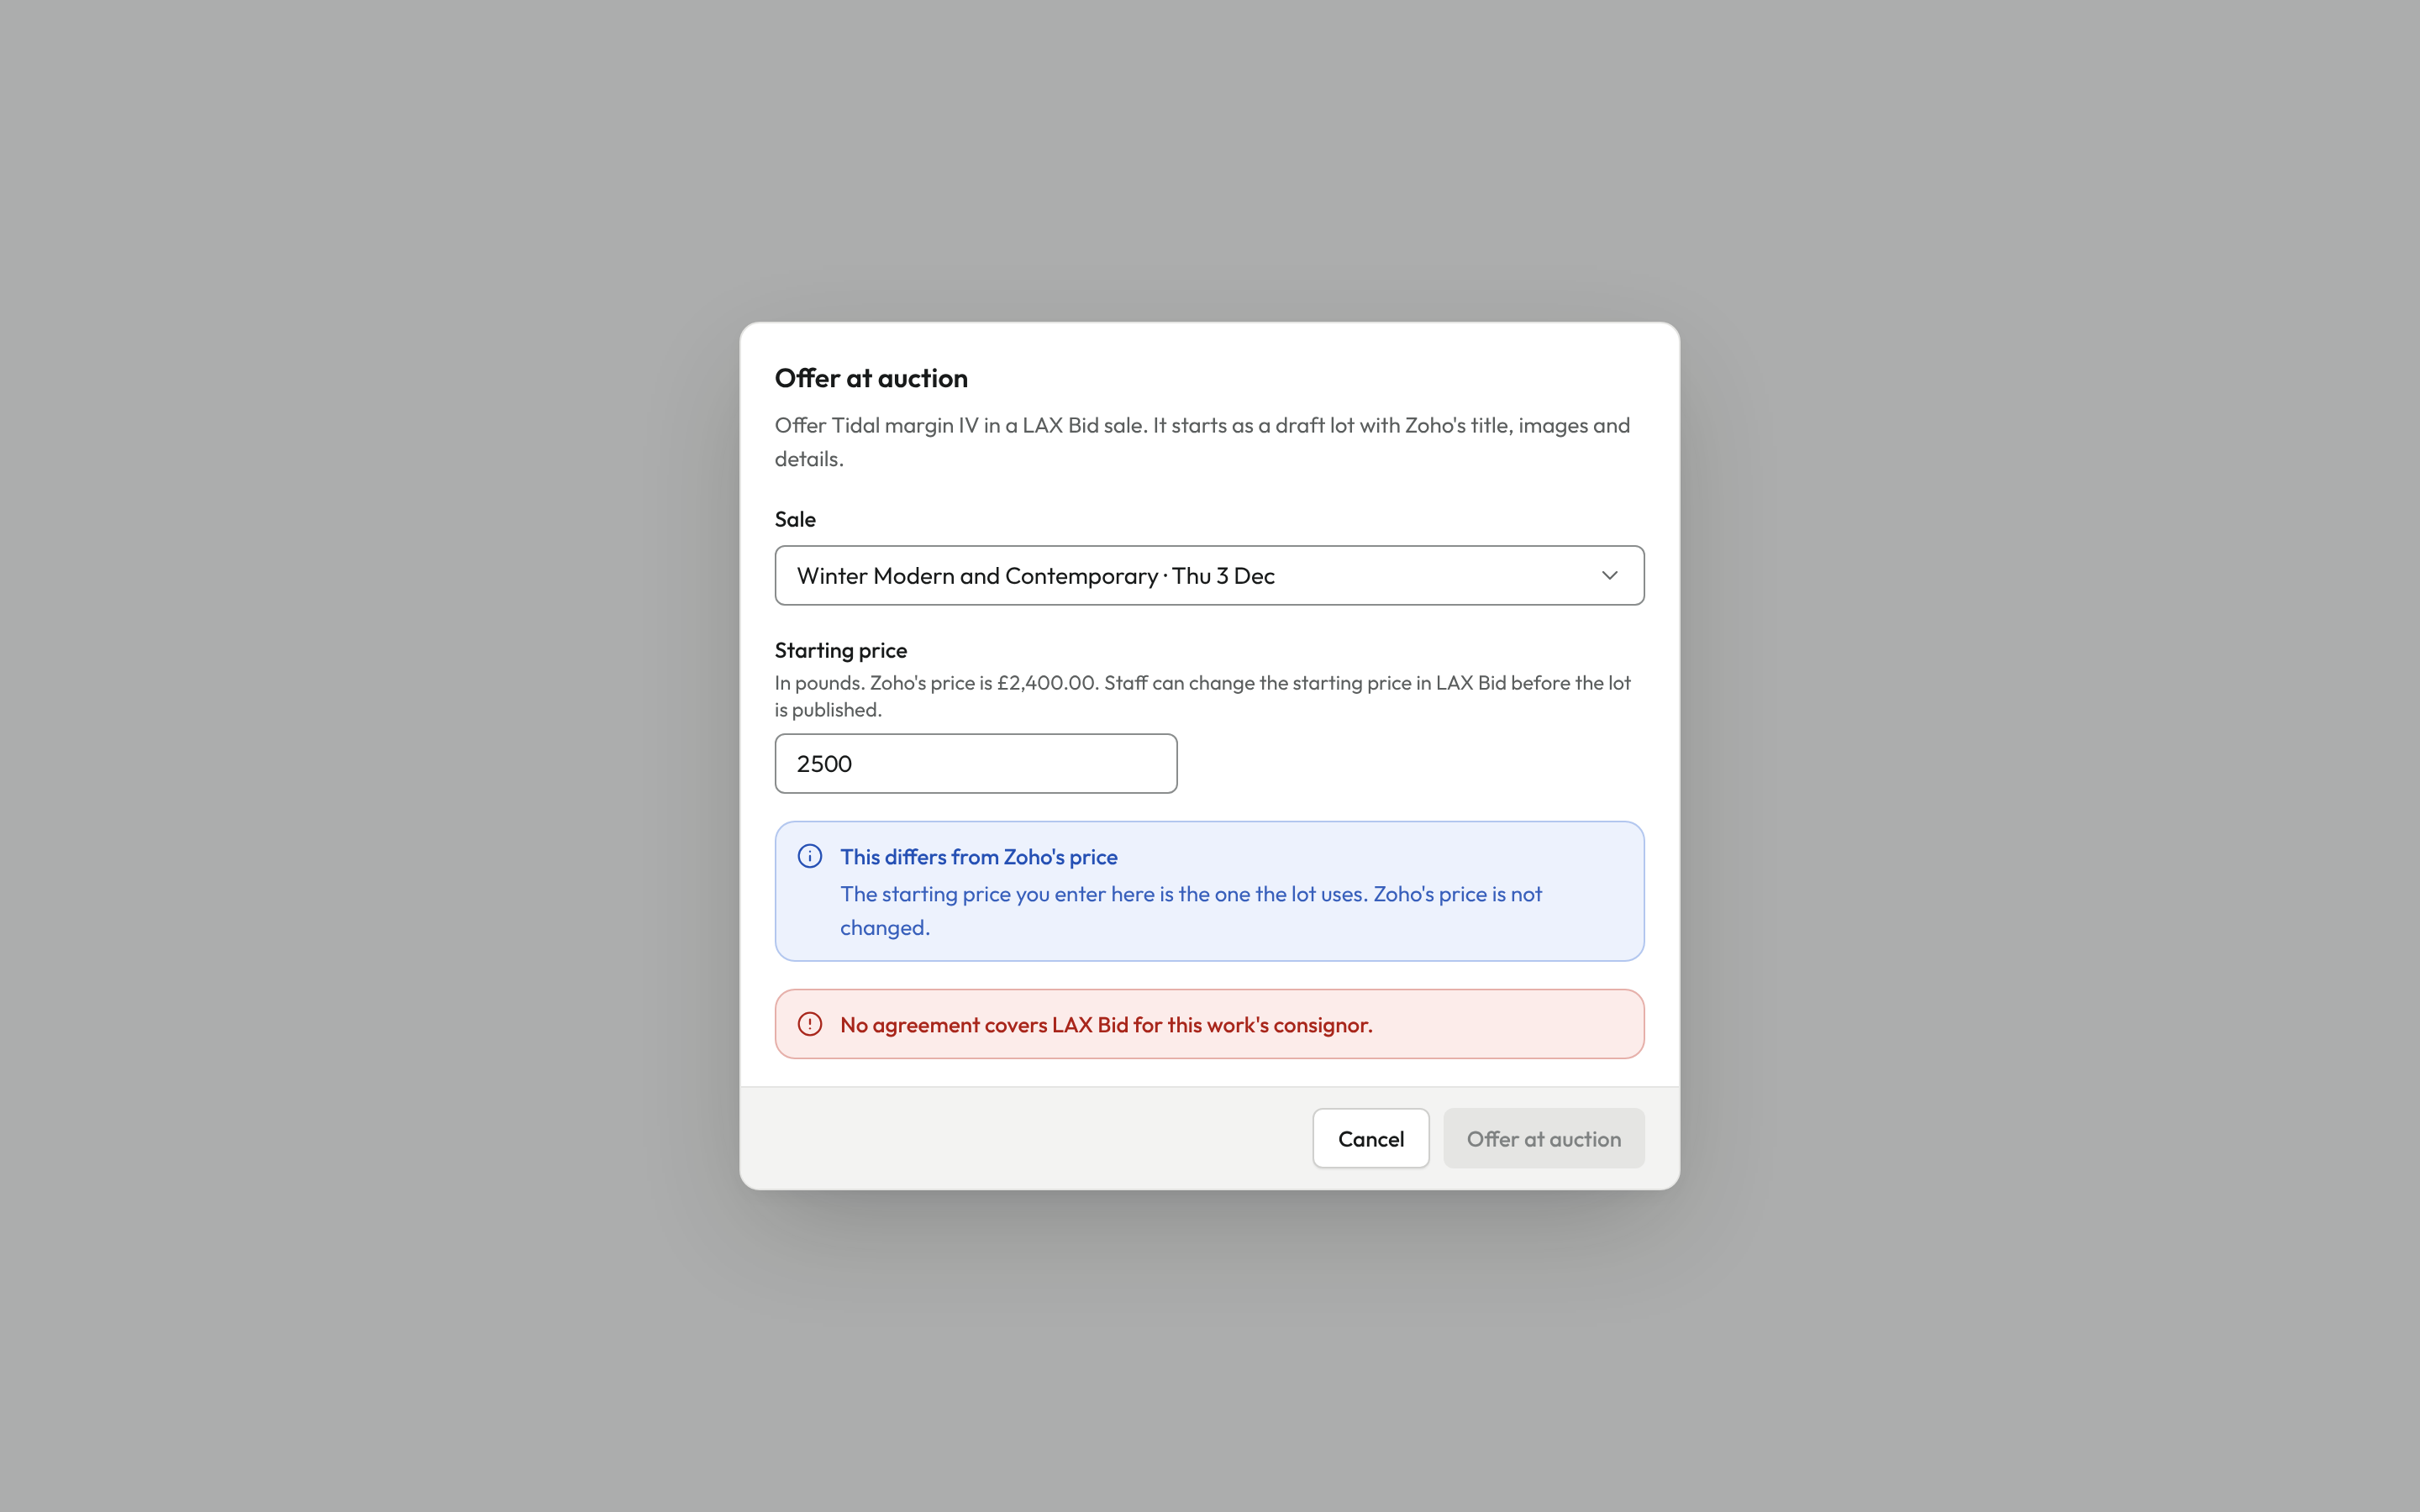 Offer at auction
Offer Tidal margin IV in a LAX Bid sale. It starts as a draft lot with Zoho's title, images and
details.
Sale
Winter Modern and Contemporary · Thu 3 Dec
Starting price
In pounds. Zoho's price is £2,400.00. Staff can change the starting price in LAX Bid before the lot
is published.
2500
This differs from Zoho's price
The starting price you enter here is the one the lot uses. Zoho's price is not
changed.
No agreement covers LAX Bid for this work's consignor.
Cancel
Offer at auction